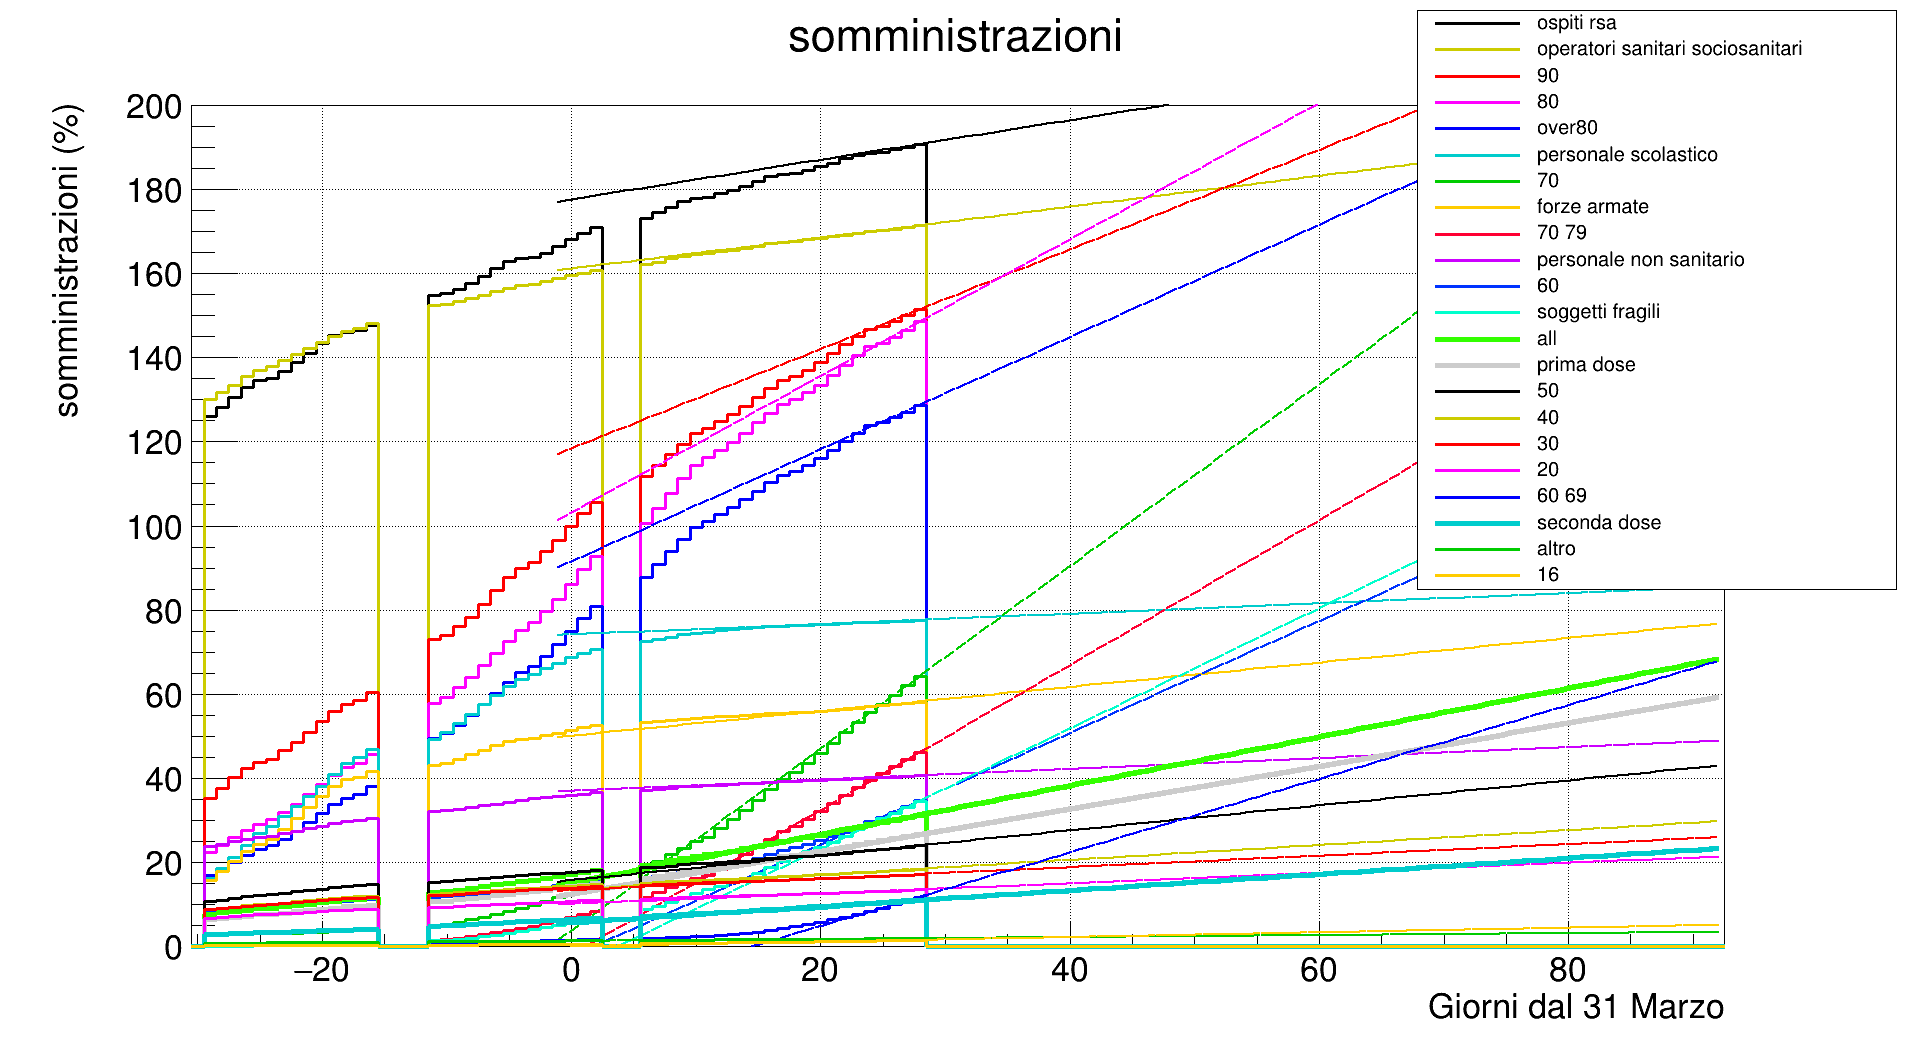 somministrazioni
somministrazioni (%)
200
180
160
140
120
100
80
60
40
20
0
−20
0
20
40
60
80
Giorni dal 31 Marzo
ospiti rsa
operatori sanitari sociosanitari
90
80
over80
personale scolastico
70
forze armate
70 79
personale non sanitario
60
soggetti fragili
all
prima dose
50
40
30
20
60 69
seconda dose
altro
16